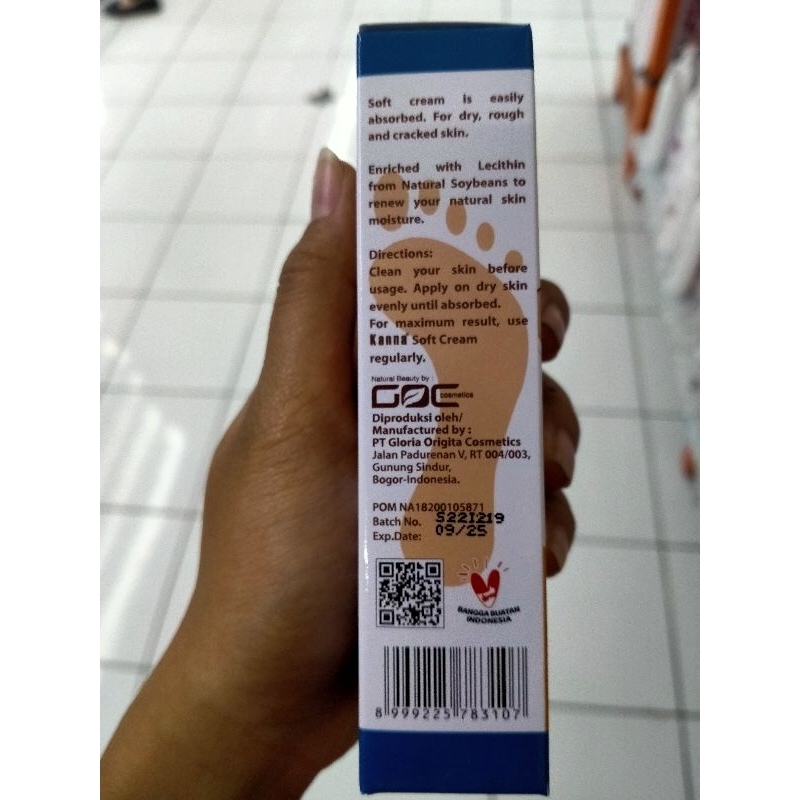 Soft cream is easily
absorbed. For dry, rough
and cracked skin.
Enriched with Lecithin
from Natural Soybeans to
renew your natural skin
moisture.
Directions:
Clean your skin before
usage. Apply on dry skin
evenly until absorbed.
For maximum result, use
Kanna® Soft Cream
regularly.
Natural Beauty by :
GOC cosmetics
Diproduksi oleh/
Manufactured by :
PT Gloria Origita Cosmetics
Jalan Padurenan V, RT 004/003,
Gunung Sindur,
Bogor-Indonesia.
POM NA18200105871
Batch No. S22I219
Exp.Date: 09/25
BANGGA BUATAN
INDONESIA
8 999225 783107